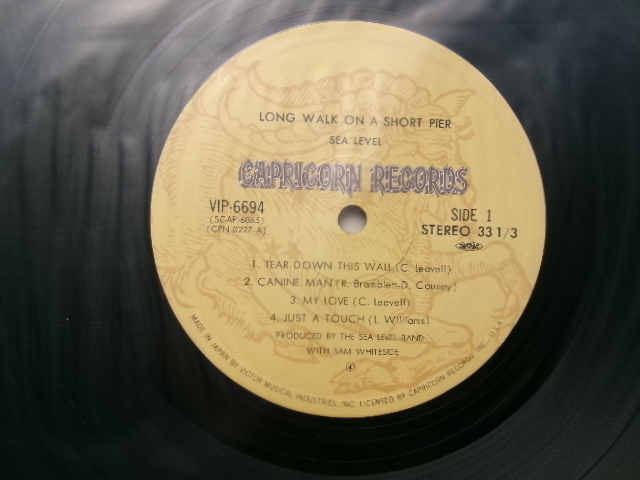 LONG WALK ON A SHORT PIER
SEA LEVEL
CAPRICORN RECORDS
VIP-6694
(SCAP-6065)
(CPN 0227-A)
SIDE 1
STEREO 33 1/3
1. TEAR DOWN THIS WALL (C. Leavell)
2. CANINE MAN (R. Bramblett-D. Causey)
3. MY LOVE (C. Leavell)
4. JUST A TOUCH (L. Williams)
PRODUCED BY THE SEA LEVEL BAND
WITH SAM WHITESIDE
4
MADE IN JAPAN BY VICTOR MUSICAL INDUSTRIES, INC. LICENSED BY CAPRICORN RECORDS INC. U.S.A.